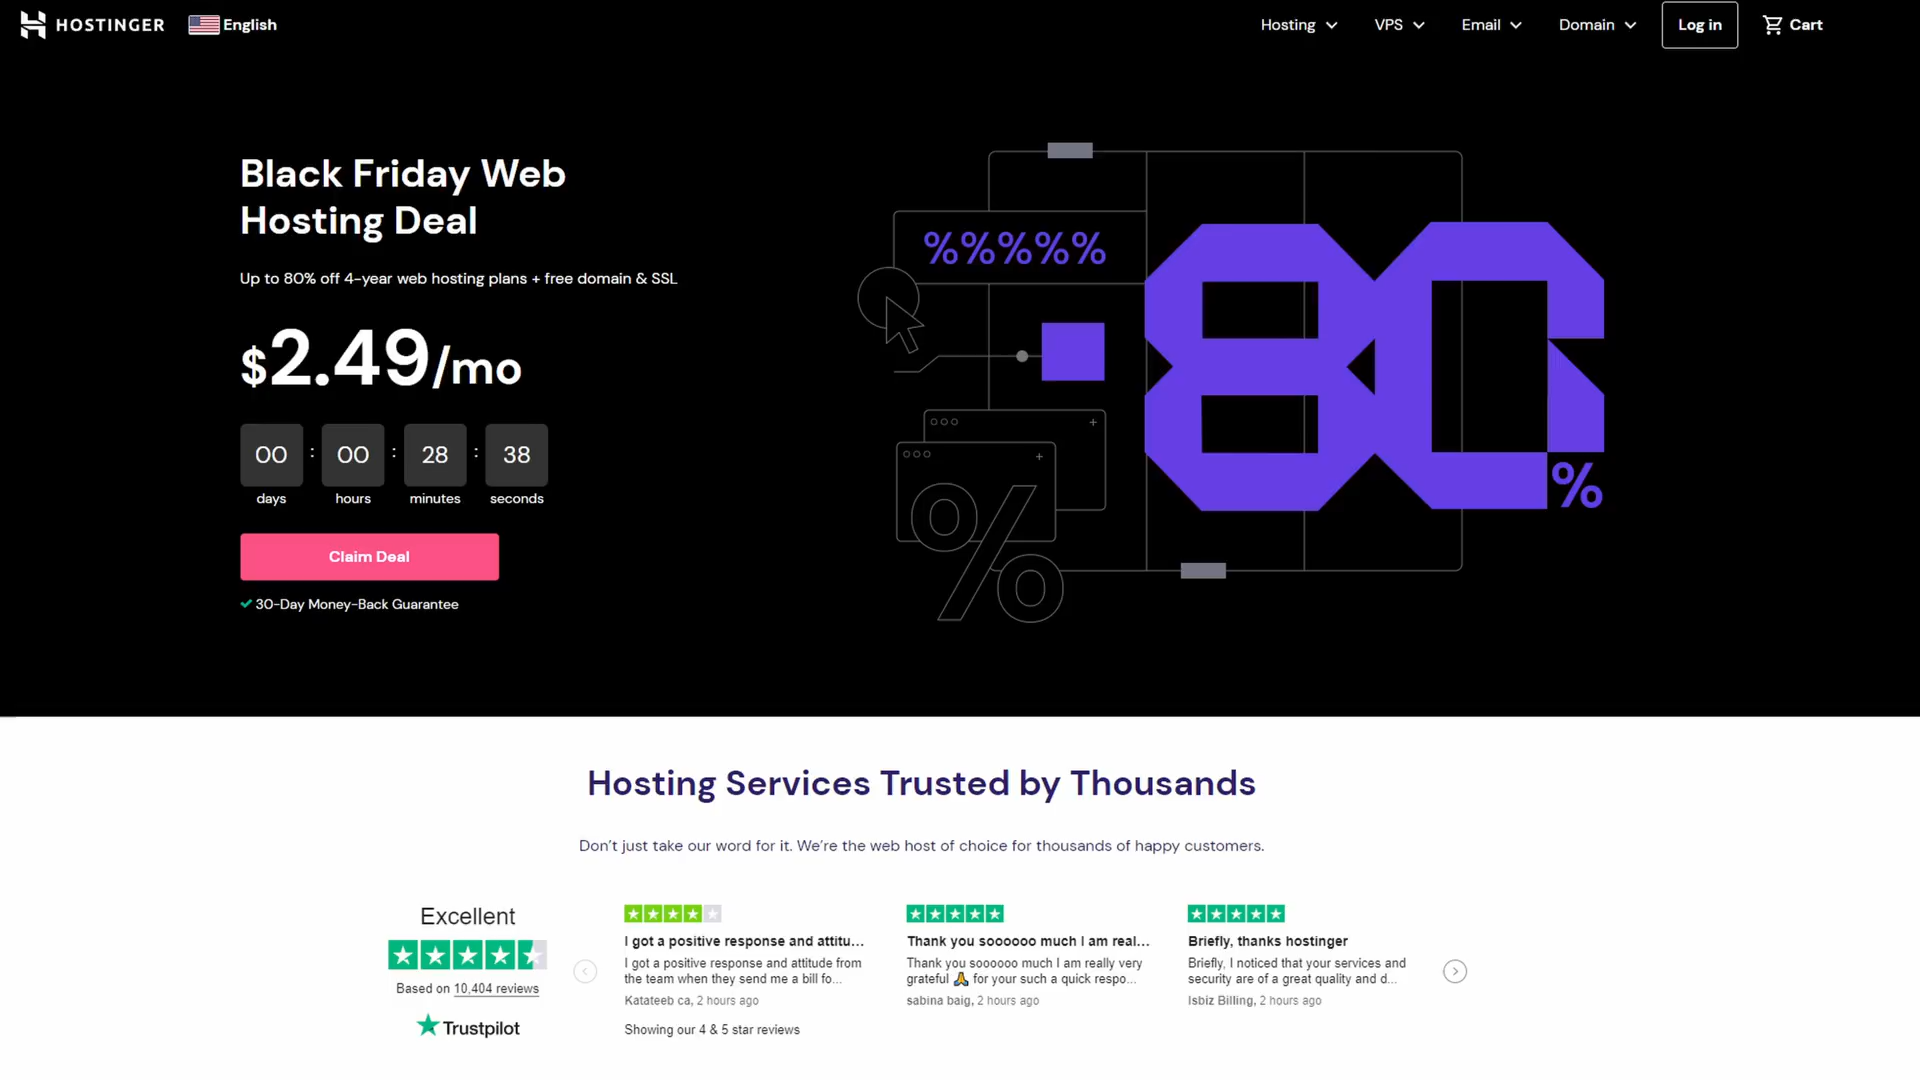 HOSTINGER
English
Hosting
VPS
Email
Domain
Log in
Cart
Black Friday Web
Hosting Deal
Up to 80% off 4-year web hosting plans + free domain & SSL
$2.49/mo
00 : 00 : 28 : 38
days hours minutes seconds
Claim Deal
30-Day Money-Back Guarantee
%%%%%
-80%
%
Hosting Services Trusted by Thousands
Don't just take our word for it. We're the web host of choice for thousands of happy customers.
Excellent
Based on 10,404 reviews
Trustpilot
I got a positive response and attitu...
I got a positive response and attitude from
the team when they send me a bill fo...
Katateeb ca, 2 hours ago
Showing our 4 & 5 star reviews
Thank you soooooo much I am real...
Thank you soooooo much I am really very
grateful 🙏 for your such a quick respo...
sabina baig, 2 hours ago
Briefly, thanks hostinger
Briefly, I noticed that your services and
security are of a great quality and d...
Isbiz Billing, 2 hours ago